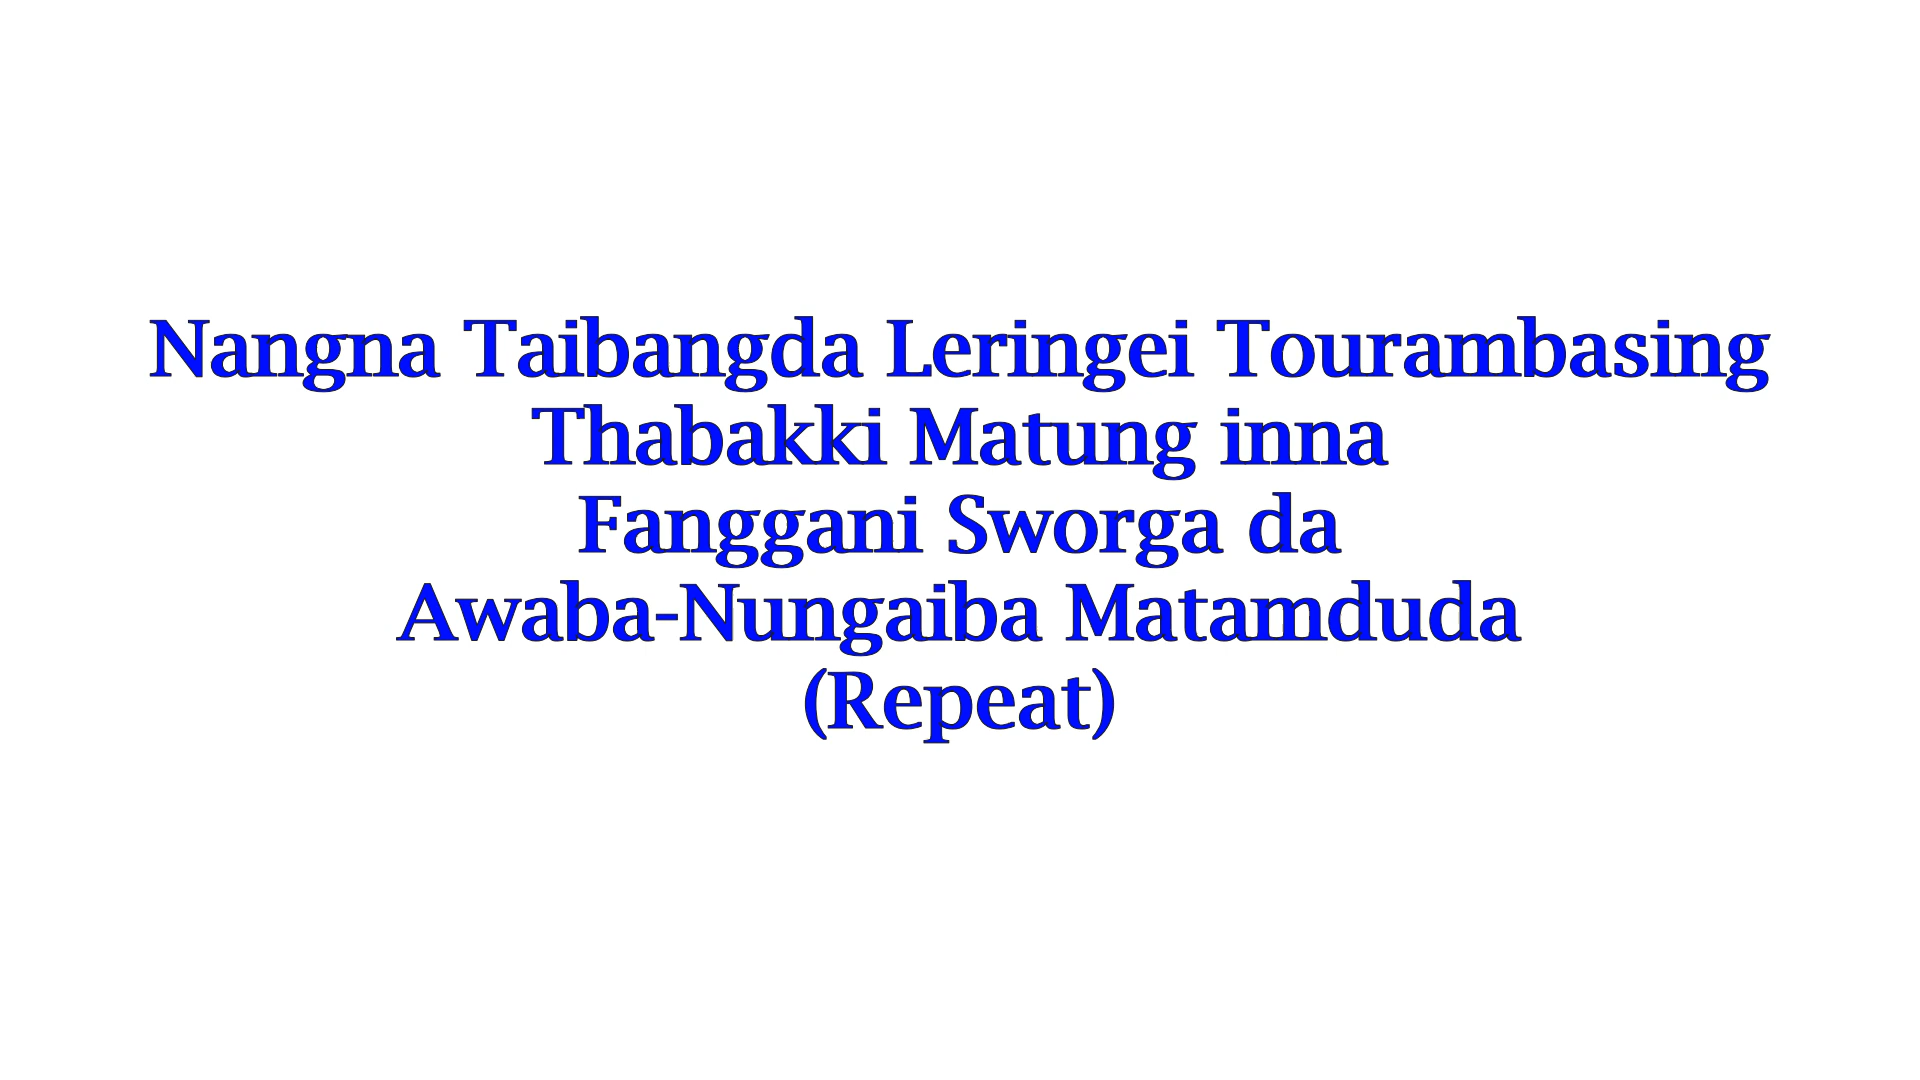 Nangna Taibangda Leringei Tourambasing
Thabakki Matung inna
Fanggani Sworga da
Awaba-Nungaiba Matamduda
(Repeat)